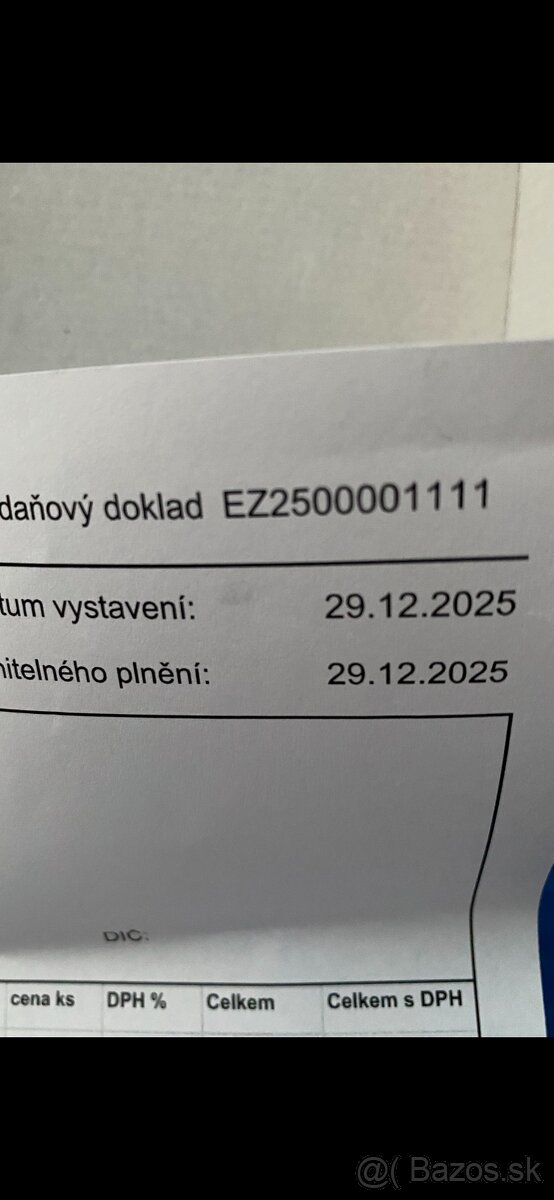 daňový doklad EZ2500001111
tum vystavení: 29.12.2025
nitelného plnění: 29.12.2025
DIČ:
cena ks DPH % Celkem Celkem s DPH
@( Bazos.sk